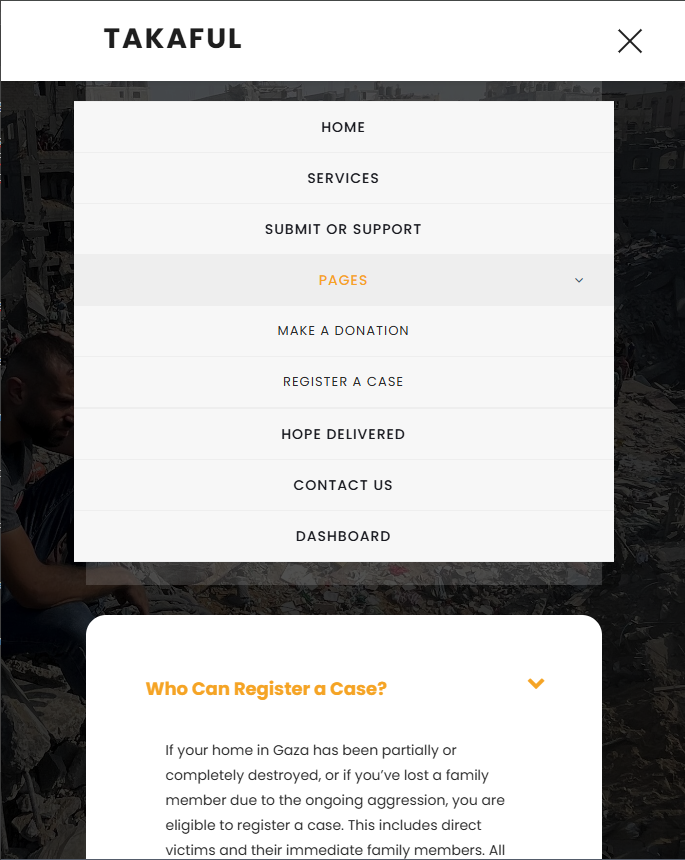 TAKAFUL
HOME
SERVICES
SUBMIT OR SUPPORT
PAGES
MAKE A DONATION
REGISTER A CASE
HOPE DELIVERED
CONTACT US
DASHBOARD
Who Can Register a Case?
If your home in Gaza has been partially or
completely destroyed, or if you’ve lost a family
member due to the ongoing aggression, you are
eligible to register a case. This includes direct
victims and their immediate family members. All